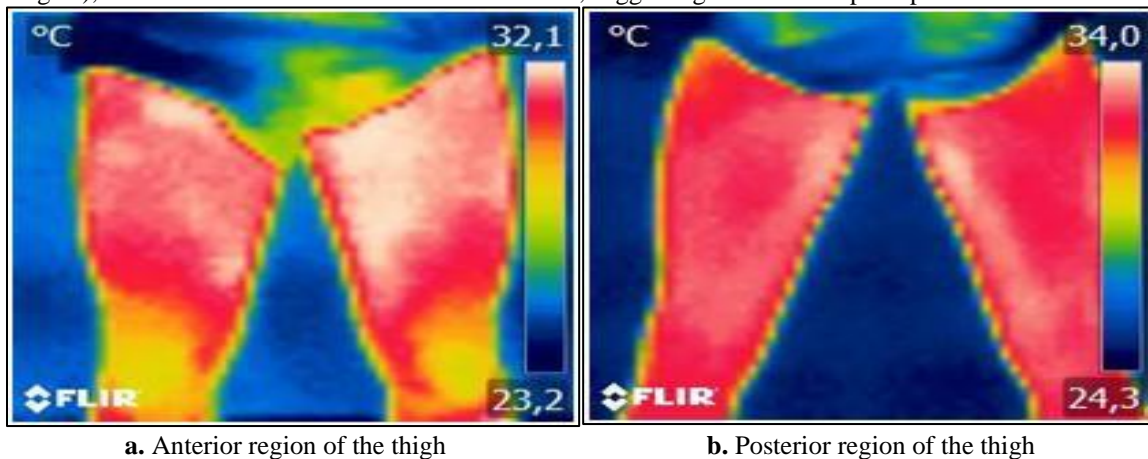 °C 32,1 °C 34,0
FLIR 23,2 FLIR 24,3
a. Anterior region of the thigh b. Posterior region of the thigh